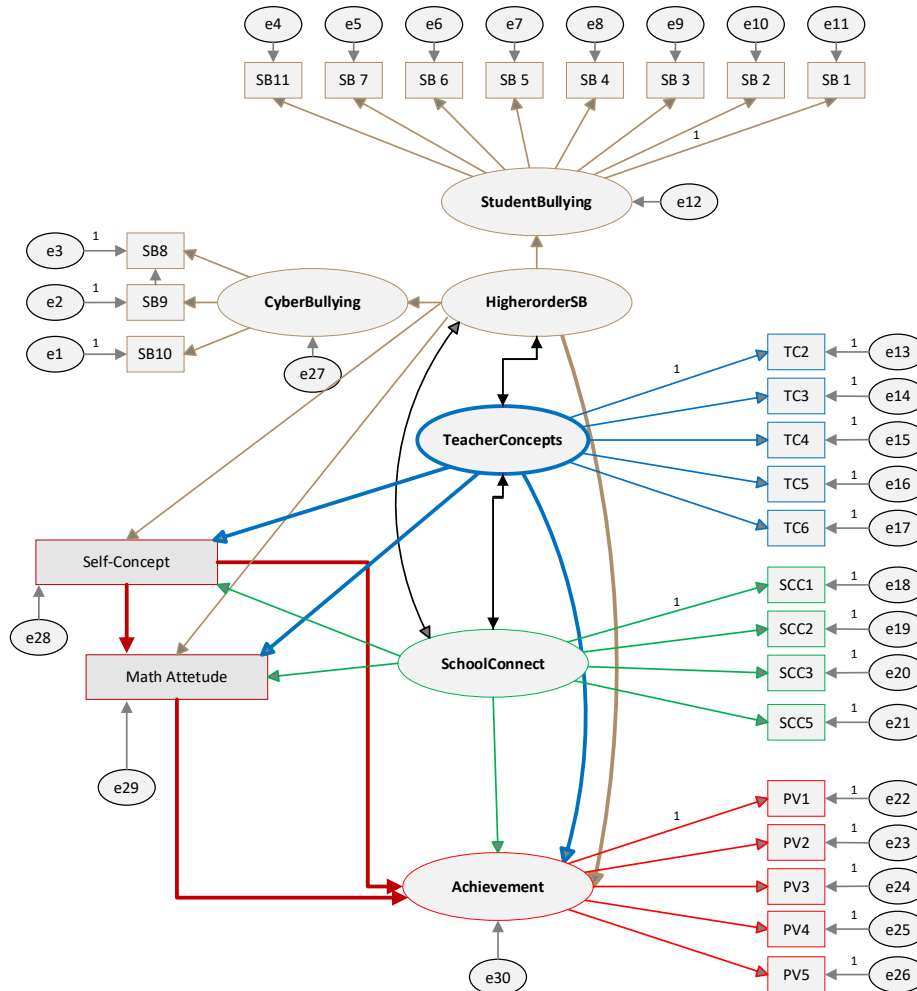 e4
e5
e6
e7
e8
e9
e10
e11
SB11
SB 7
SB 6
SB 5
SB 4
SB 3
SB 2
SB 1
1
StudentBullying
e12
e3
1
SB8
e2
1
SB9
e1
1
SB10
CyberBullying
HigherorderSB
e27
TeacherConcepts
1
TC2
1
e13
TC3
1
e14
TC4
1
e15
TC5
1
e16
TC6
1
e17
Self-Concept
e28
Math Attetude
e29
SchoolConnect
1
SCC1
1
e18
SCC2
1
e19
SCC3
1
e20
SCC5
1
e21
Achievement
e30
1
PV1
1
e22
PV2
1
e23
PV3
1
e24
PV4
1
e25
PV5
1
e26